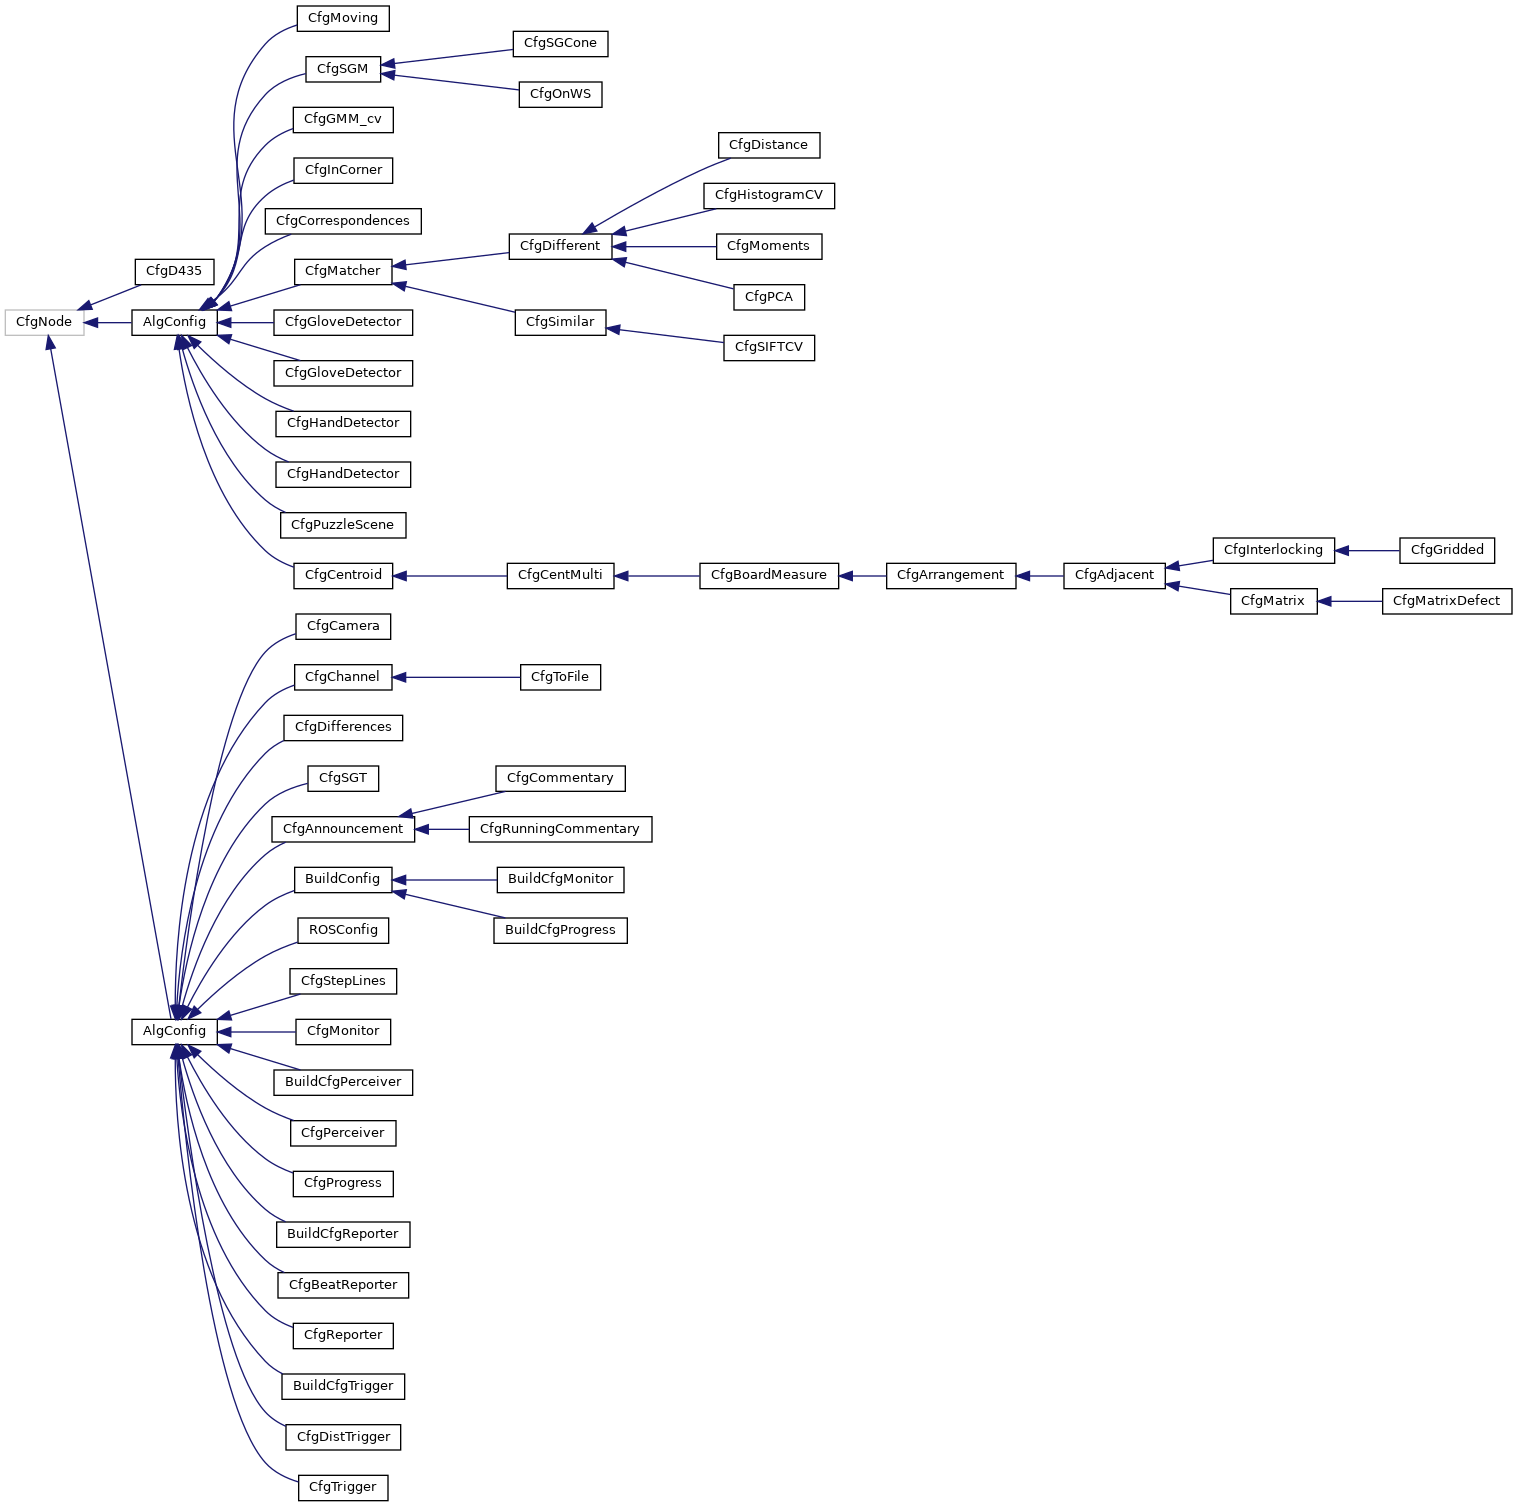 CfgMoving
CfgSGCone
CfgSGM
CfgOnWS
CfgGMM_cv
CfgDistance
CfgInCorner
CfgHistogramCV
CfgCorrespondences
CfgDifferent
CfgMoments
CfgD435
CfgMatcher
CfgPCA
CfgNode
AlgConfig
CfgGloveDetector
CfgSimilar
CfgSIFTCV
CfgGloveDetector
CfgHandDetector
CfgHandDetector
CfgPuzzleScene
CfgInterlocking
CfgGridded
CfgCentroid
CfgCentMulti
CfgBoardMeasure
CfgArrangement
CfgAdjacent
CfgMatrix
CfgMatrixDefect
CfgCamera
CfgChannel
CfgToFile
CfgDifferences
CfgSGT
CfgCommentary
CfgAnnouncement
CfgRunningCommentary
BuildConfig
BuildCfgMonitor
ROSConfig
BuildCfgProgress
CfgStepLines
AlgConfig
CfgMonitor
BuildCfgPerceiver
CfgPerceiver
CfgProgress
BuildCfgReporter
CfgBeatReporter
CfgReporter
BuildCfgTrigger
CfgDistTrigger
CfgTrigger